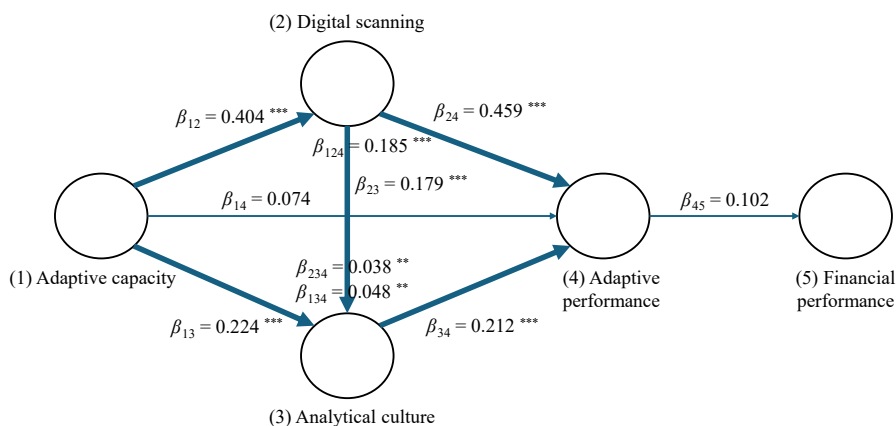 (2) Digital scanning
β12 = 0.404 ***
β24 = 0.459 ***
β124 = 0.185 ***
β23 = 0.179 ***
β14 = 0.074
β45 = 0.102
(1) Adaptive capacity
β234 = 0.038 **
β134 = 0.048 **
(4) Adaptive
performance
(5) Financial
performance
β13 = 0.224 ***
β34 = 0.212 ***
(3) Analytical culture